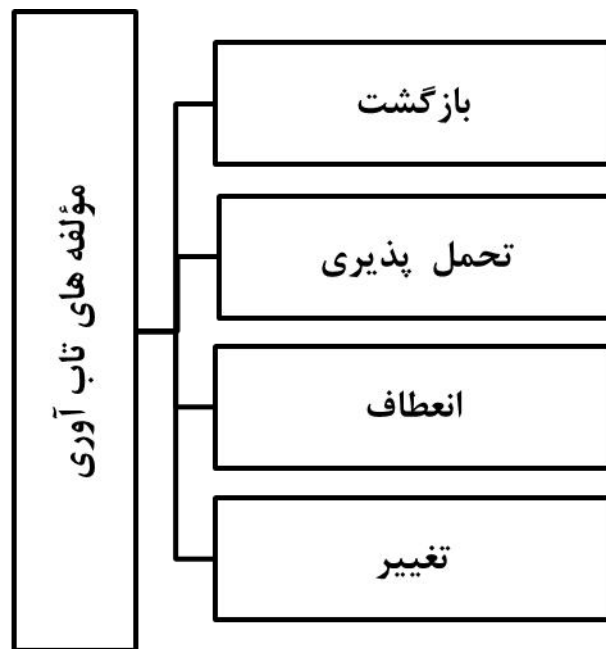 مؤلفه های تاب آوری
بازگشت
تحمل پذیری
انعطاف
تغییر